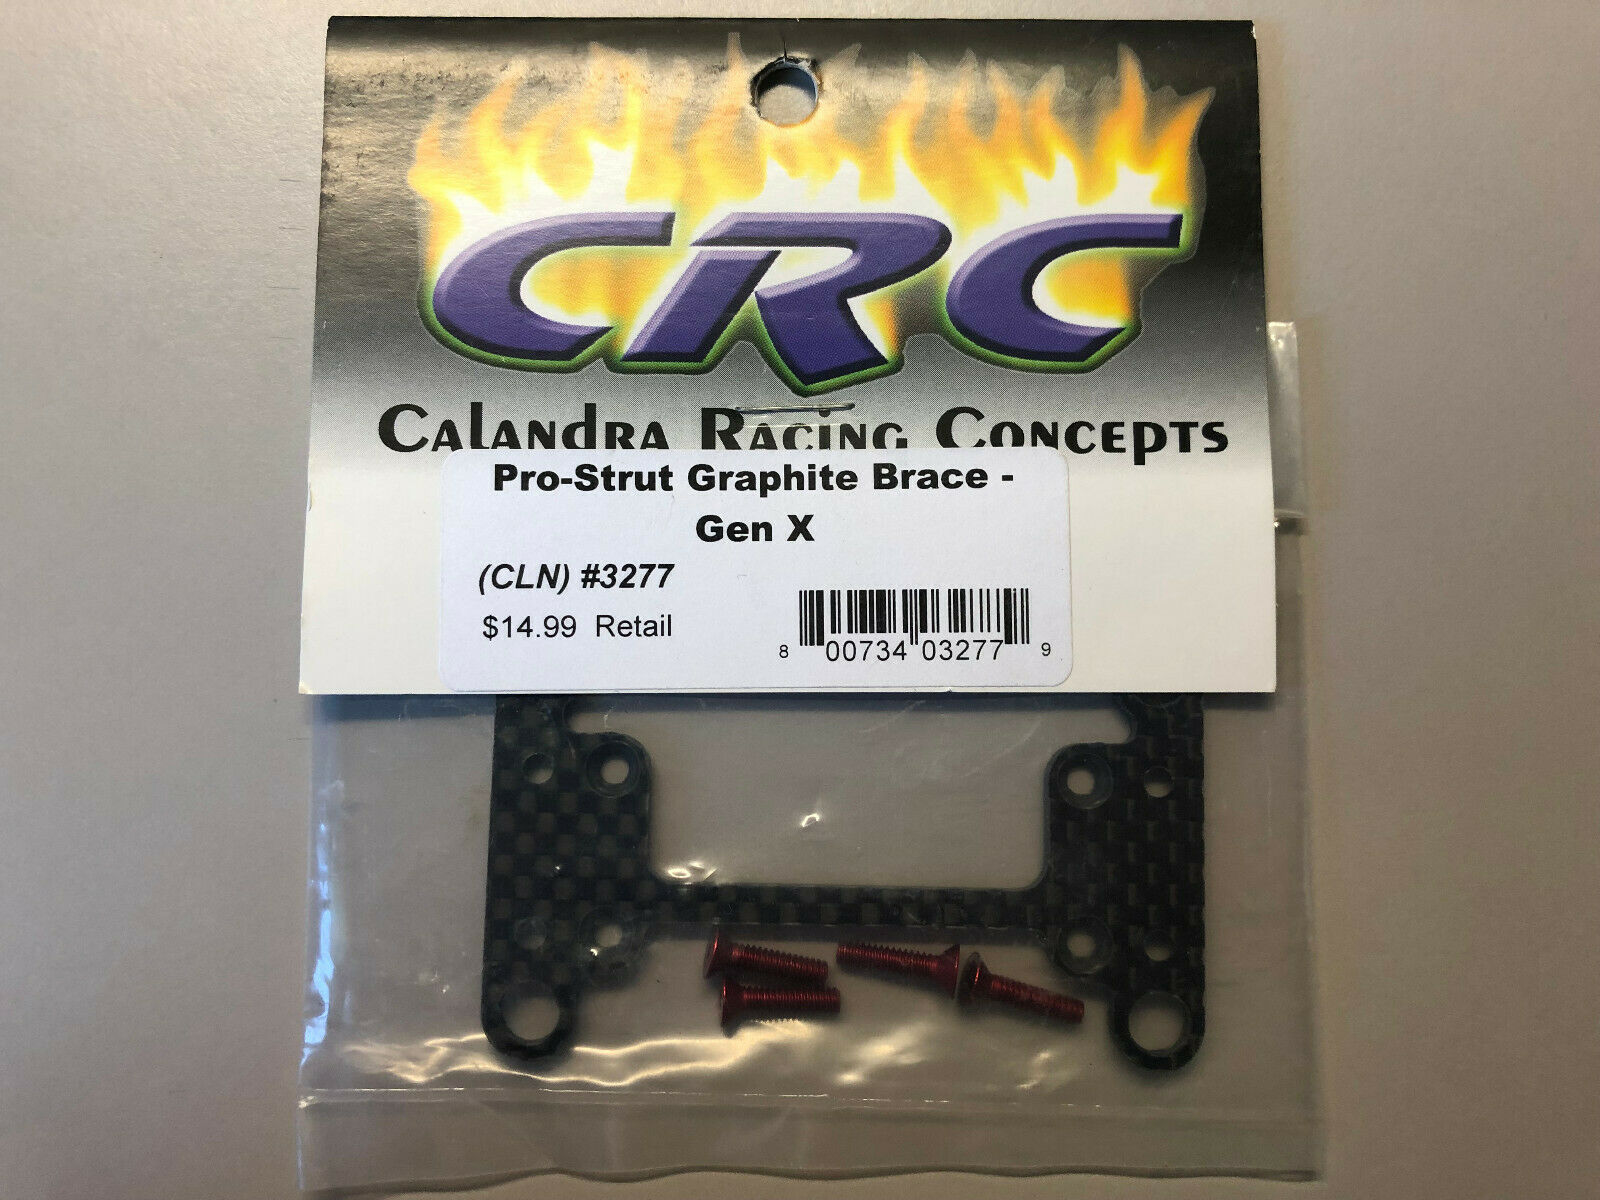 CRC
Calandra Racing Concepts
Pro-Strut Graphite Brace -
Gen X
(CLN) #3277
$14.99 Retail
8 00734 03277 9